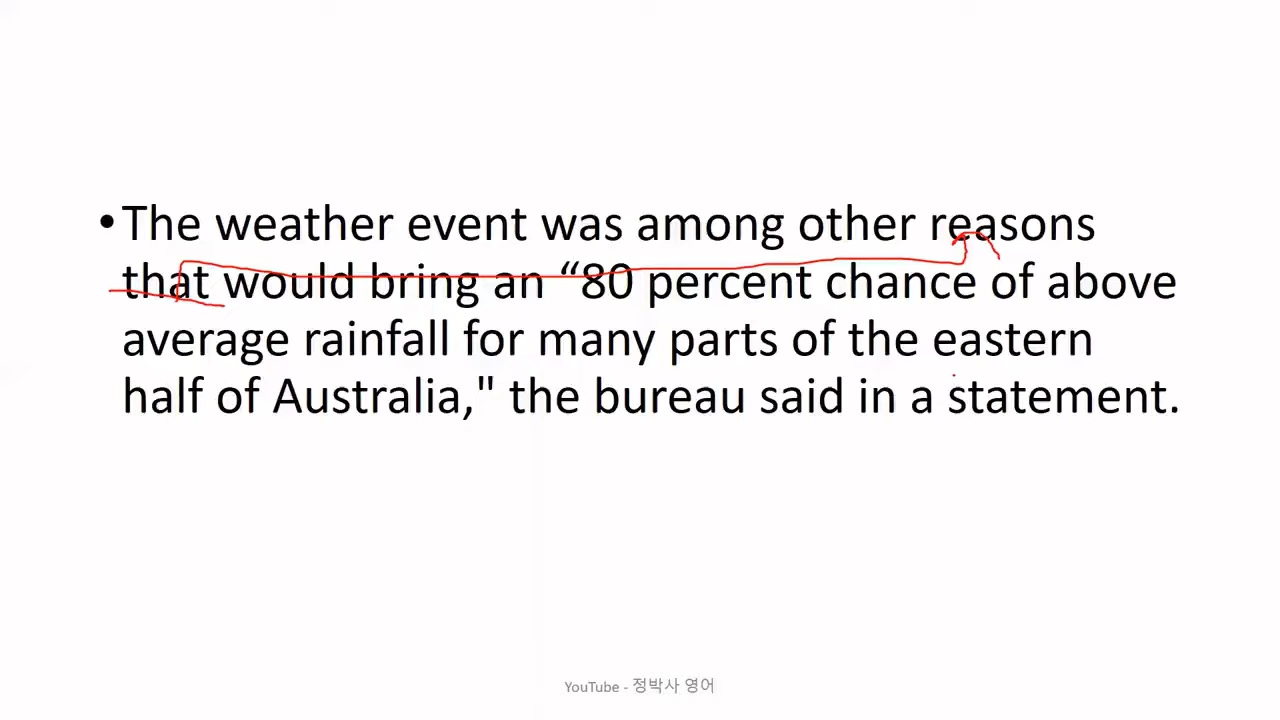 •The weather event was among other reasons
that would bring an “80 percent chance of above
average rainfall for many parts of the eastern
half of Australia," the bureau said in a statement.
YouTube - 정박사 영어